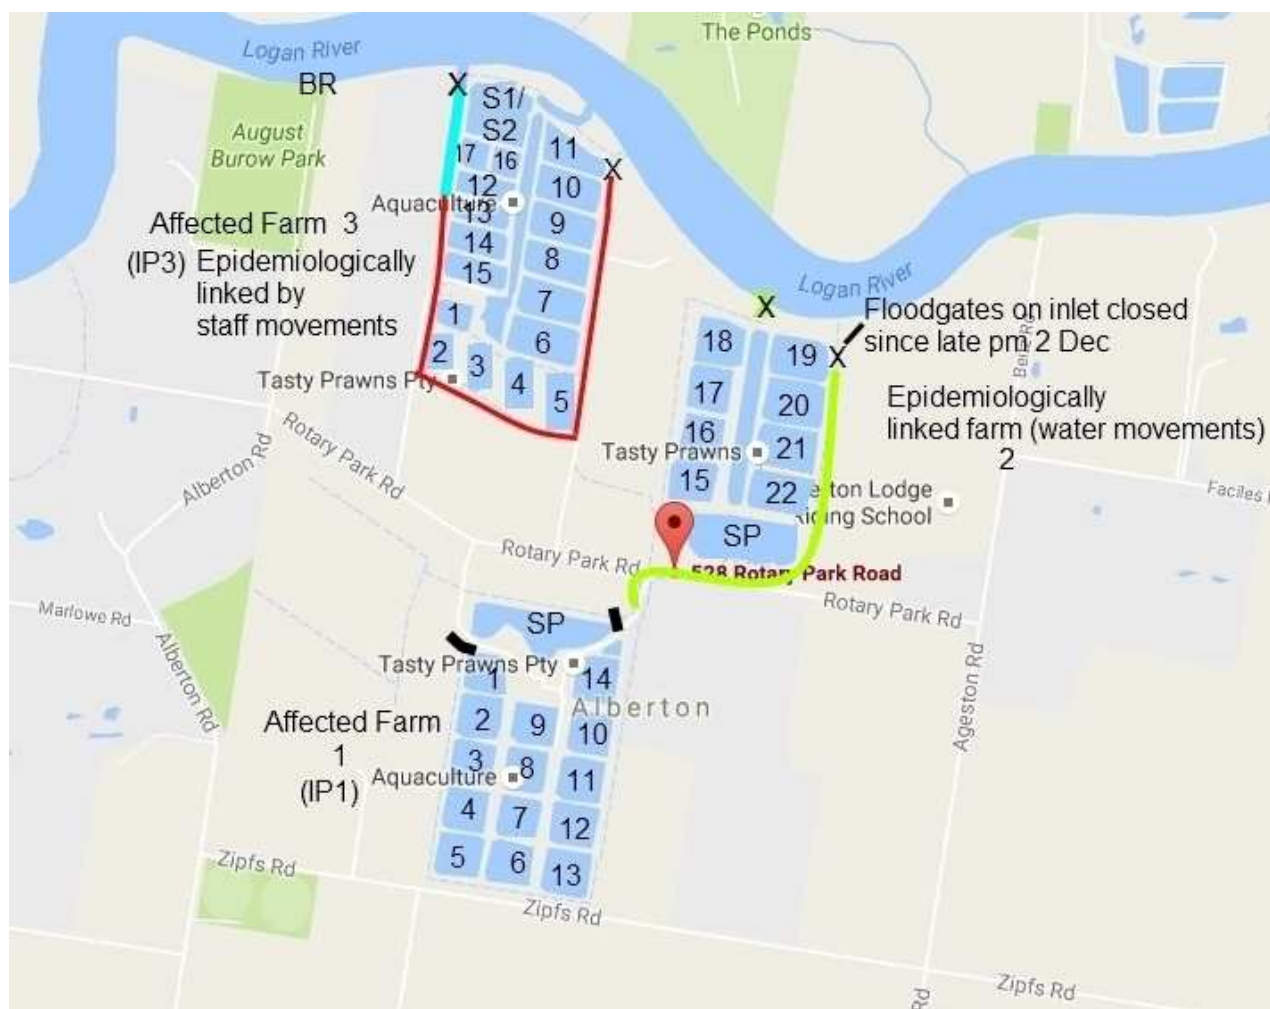 The Ponds
Logan River
BR
August
Burow Park
X
S1/
S2
17
16
11
X
12
10
Aquaculture
13
9
14
8
15
Affected Farm 3
(IP3) Epidemiologically
linked by
staff movements
7
1
6
2
3
4
5
Tasty Prawns Pty
Logan River
X
Floodgates on inlet closed
since late pm 2 Dec
X
18
19
17
20
16
21
15
22
Tasty Prawns
SP
Epidemiologically
linked farm (water movements)
2
Riding School
Lodge
Rotary Park Rd
Alberton Rd
Rotary Park Rd
528 Rotary Park Road
Rotary Park Rd
Marlowe Rd
Alberton Rd
Ageston Rd
SP
Tasty Prawns Pty
1
14
Alberton
2
9
10
3
8
11
Aquaculture
4
7
12
5
6
13
Affected Farm
1
(IP1)
Zipfs Rd
Zipfs Rd
Zipfs Rd
Rd